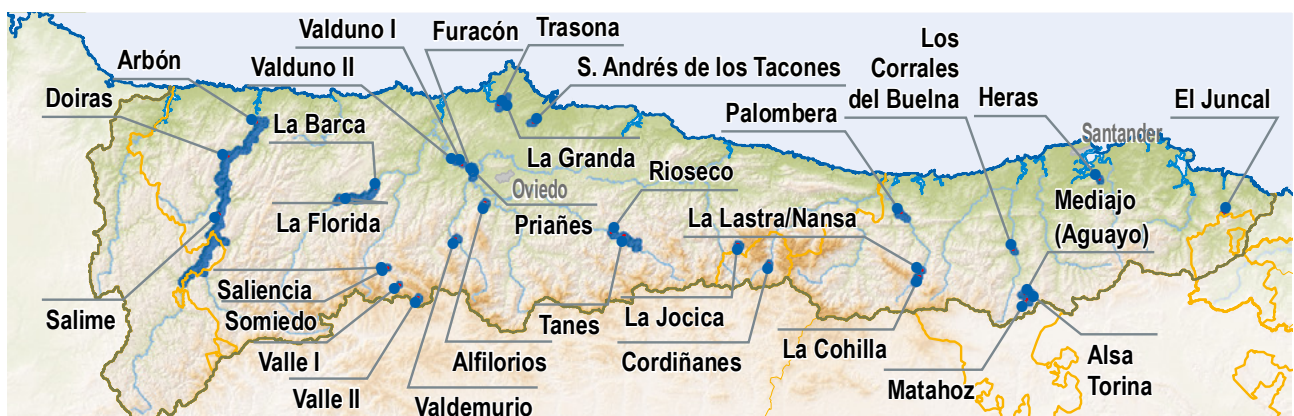 Valduno I
Furacón
Trasona
Los
Corrales
del Buelna
Arbón
Valduno II
S. Andrés de los Tacones
Doiras
La Barca
Palombera
Heras
El Juncal
Santander
La Granda
Rioseco
Oviedo
La Florida
Priañes
La Lastra/Nansa
Mediajo
(Aguayo)
Saliencia
Salime
Somiedo
Tanes
La Jocica
Valle I
Alfilorios
Cordiñanes
La Cohilla
Alsa
Torina
Valle II
Valdemurio
Matahoz